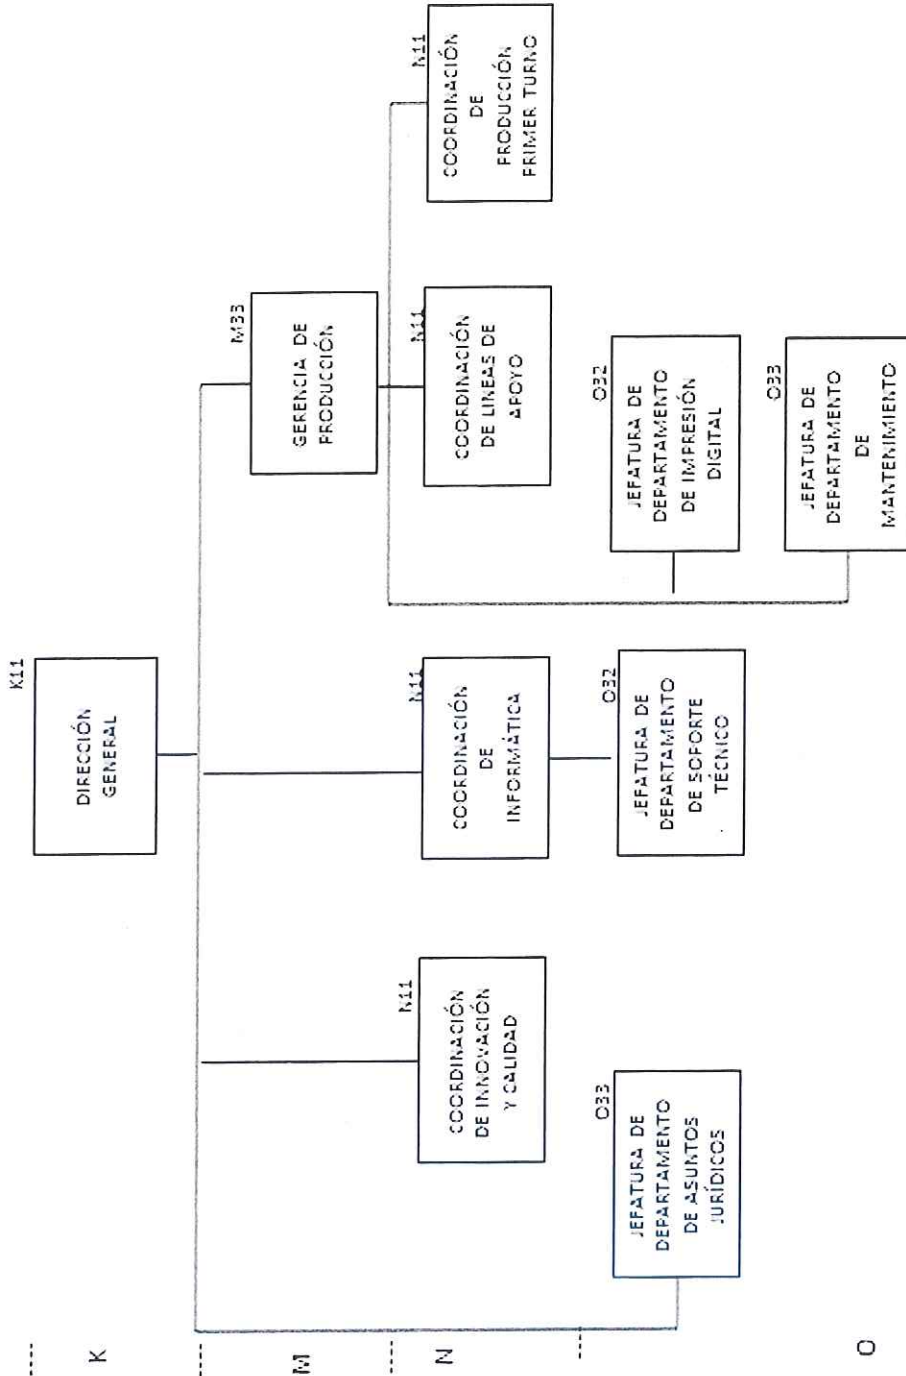 K
M
N
O
K11
DIRECCIÓN
GENERAL
M33
GERENCIA DE
PRODUCCIÓN
N11
COORDINACIÓN
DE INNOVACIÓN
Y CALIDAD
N11
COORDINACIÓN
DE
INFORMÁTICA
N11
COORDINACIÓN
DE LINEAS DE
APOYO
N11
COORDINACIÓN
DE
PRODUCCIÓN
PRIMER TURNO
O33
JEFATURA DE
DEPARTAMENTO
DE ASUNTOS
JURÍDICOS
O32
JEFATURA DE
DEPARTAMENTO
DE SOPORTE
TÉCNICO
O32
JEFATURA DE
DEPARTAMENTO
DE IMPRESIÓN
DIGITAL
O33
JEFATURA DE
DEPARTAMENTO
DE
MANTENIMIENTO